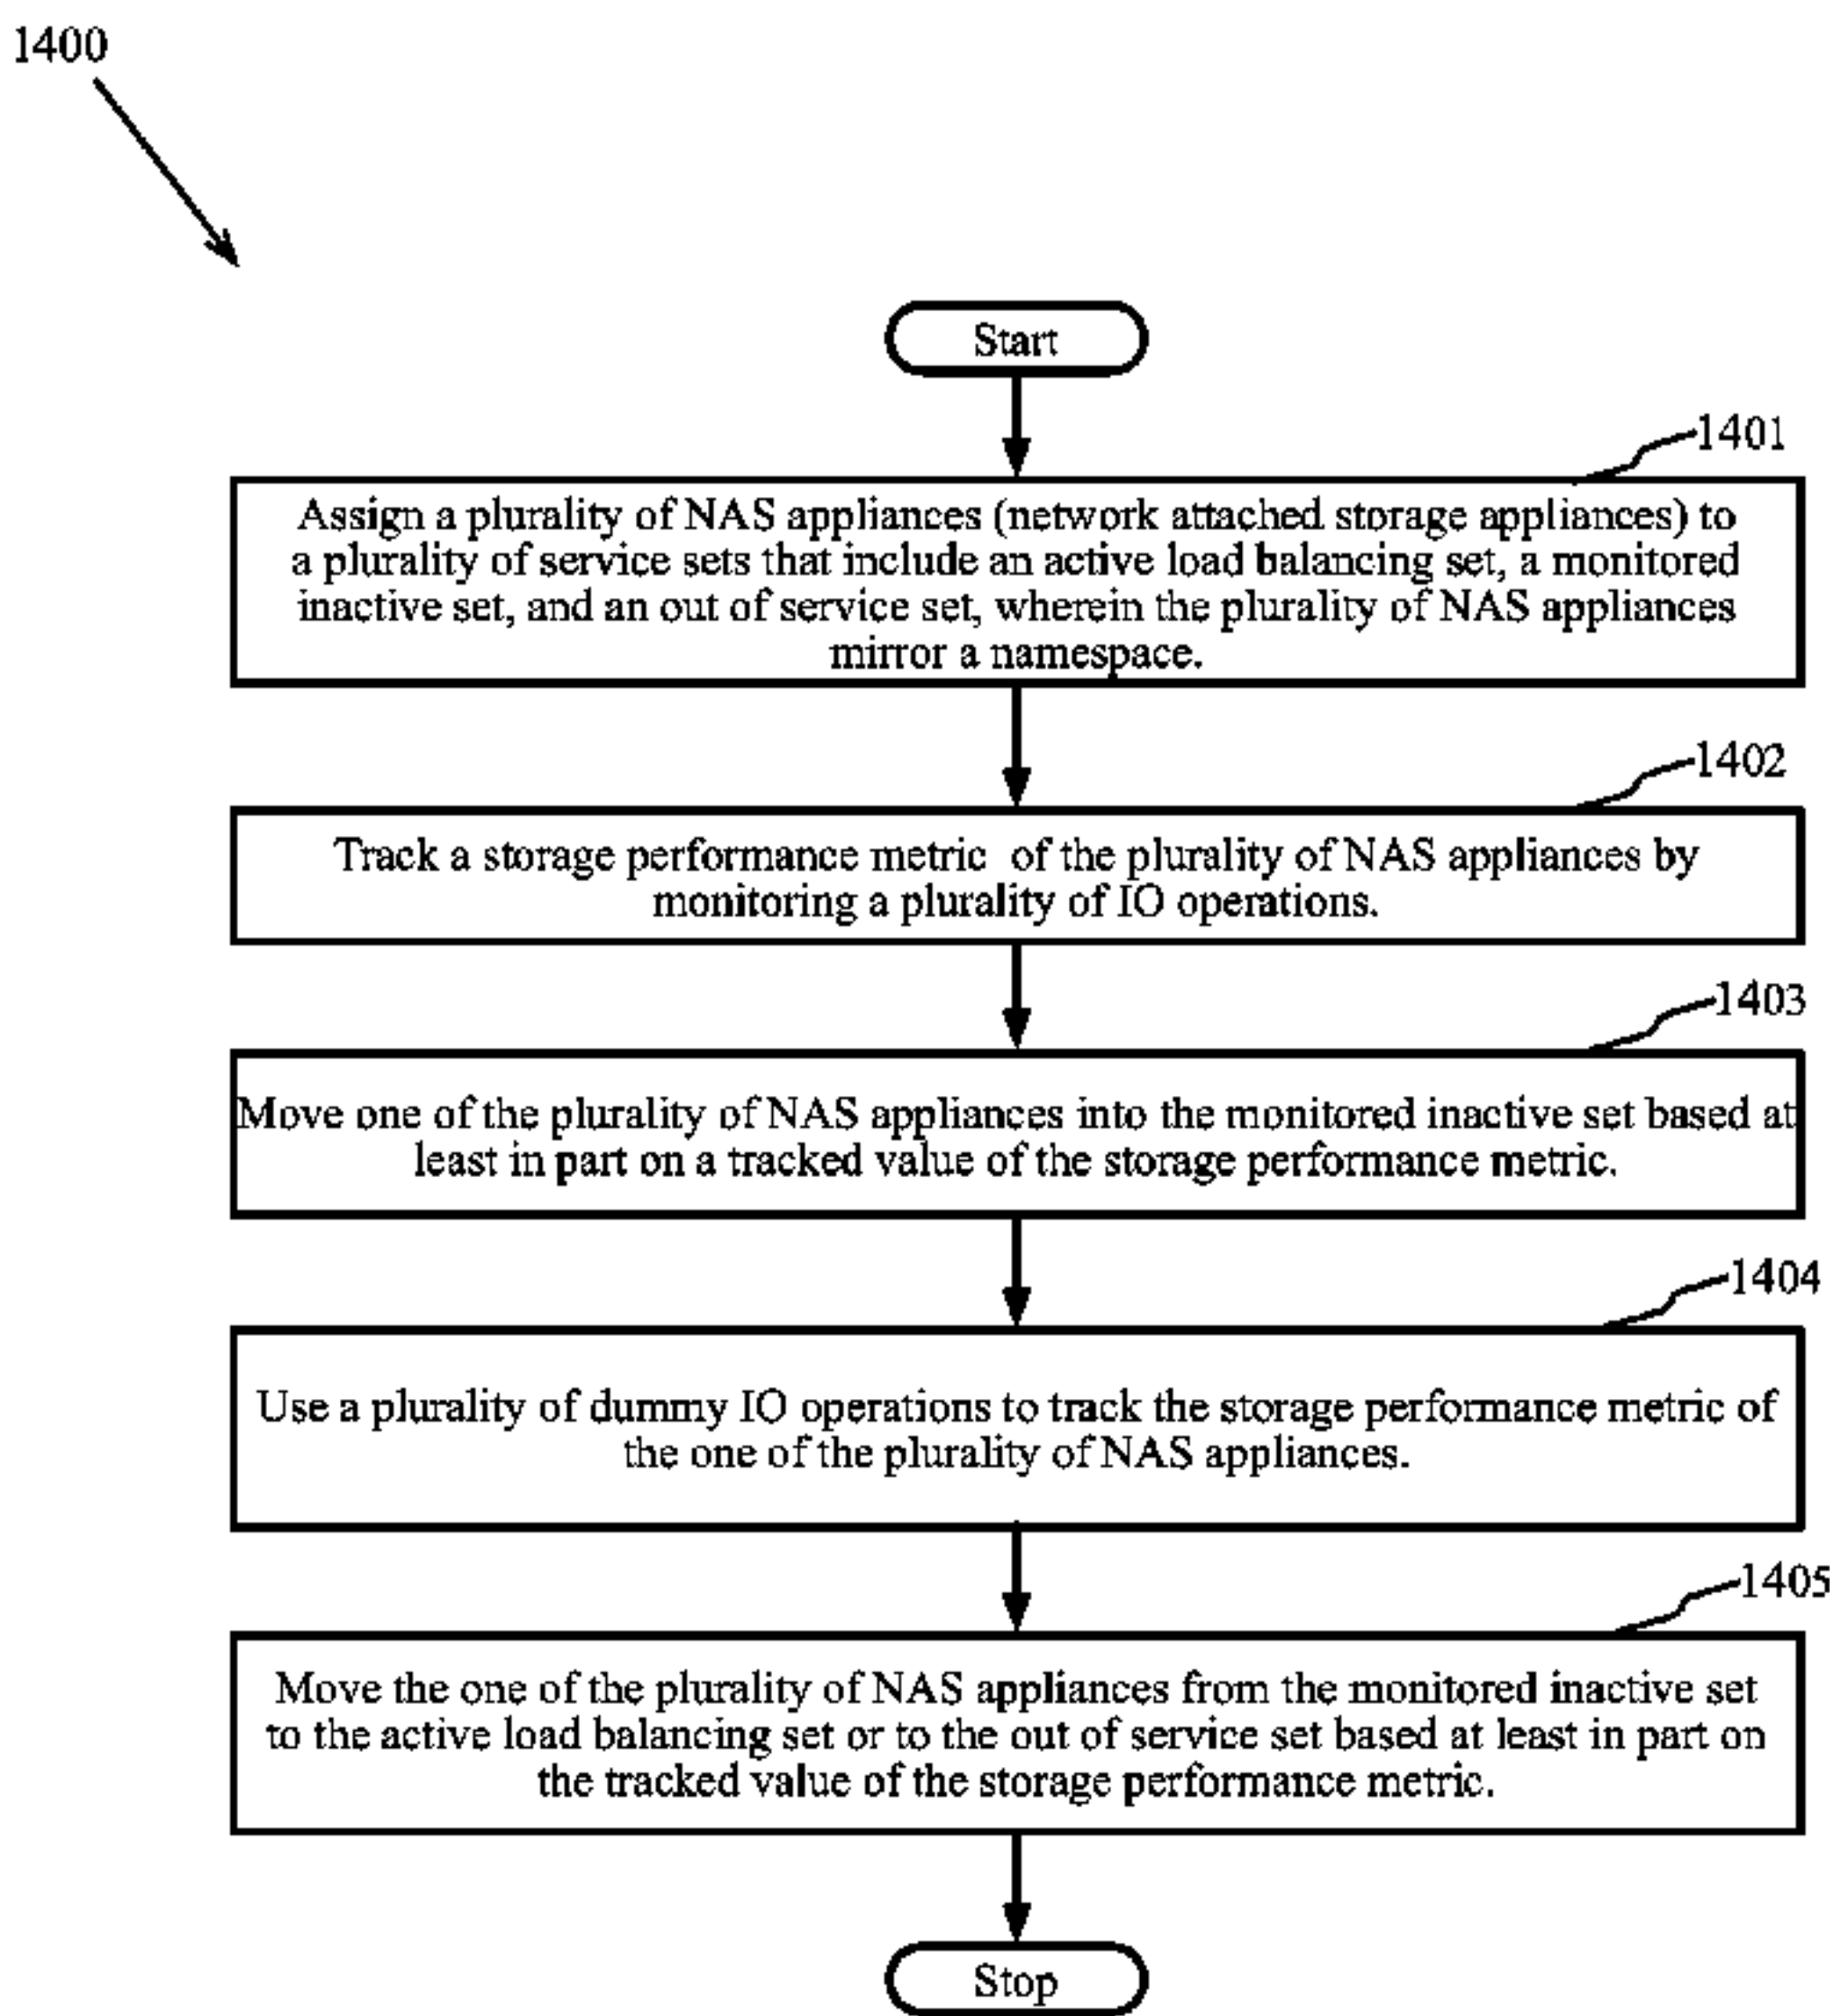 1400
Start
1401
Assign a plurality of NAS appliances (network attached storage appliances) to
a plurality of service sets that include an active load balancing set, a monitored
inactive set, and an out of service set, wherein the plurality of NAS appliances
mirror a namespace.
1402
Track a storage performance metric of the plurality of NAS appliances by
monitoring a plurality of IO operations.
1403
Move one of the plurality of NAS appliances into the monitored inactive set based at
least in part on a tracked value of the storage performance metric.
1404
Use a plurality of dummy IO operations to track the storage performance metric of
the one of the plurality of NAS appliances.
1405
Move the one of the plurality of NAS appliances from the monitored inactive set
to the active load balancing set or to the out of service set based at least in part on
the tracked value of the storage performance metric.
Stop